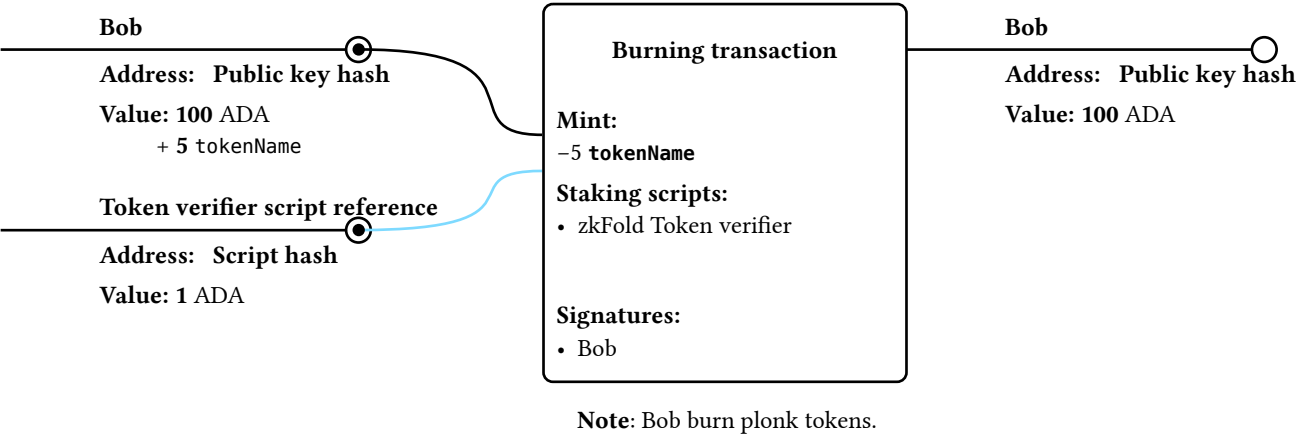 Bob
Address: Public key hash
Value: 100 ADA
+ 5 tokenName
Token verifier script reference
Address: Script hash
Value: 1 ADA
Burning transaction
Mint:
−5 tokenName
Staking scripts:
• zkFold Token verifier
Signatures:
• Bob
Bob
Address: Public key hash
Value: 100 ADA
Note: Bob burn plonk tokens.